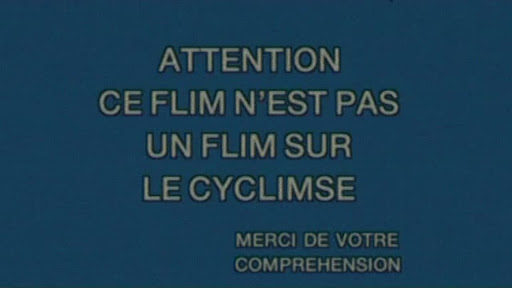 ATTENTION
CE FLIM N'EST PAS
UN FLIM SUR
LE CYCLIMSE
MERCI DE VOTRE
COMPREHENSION